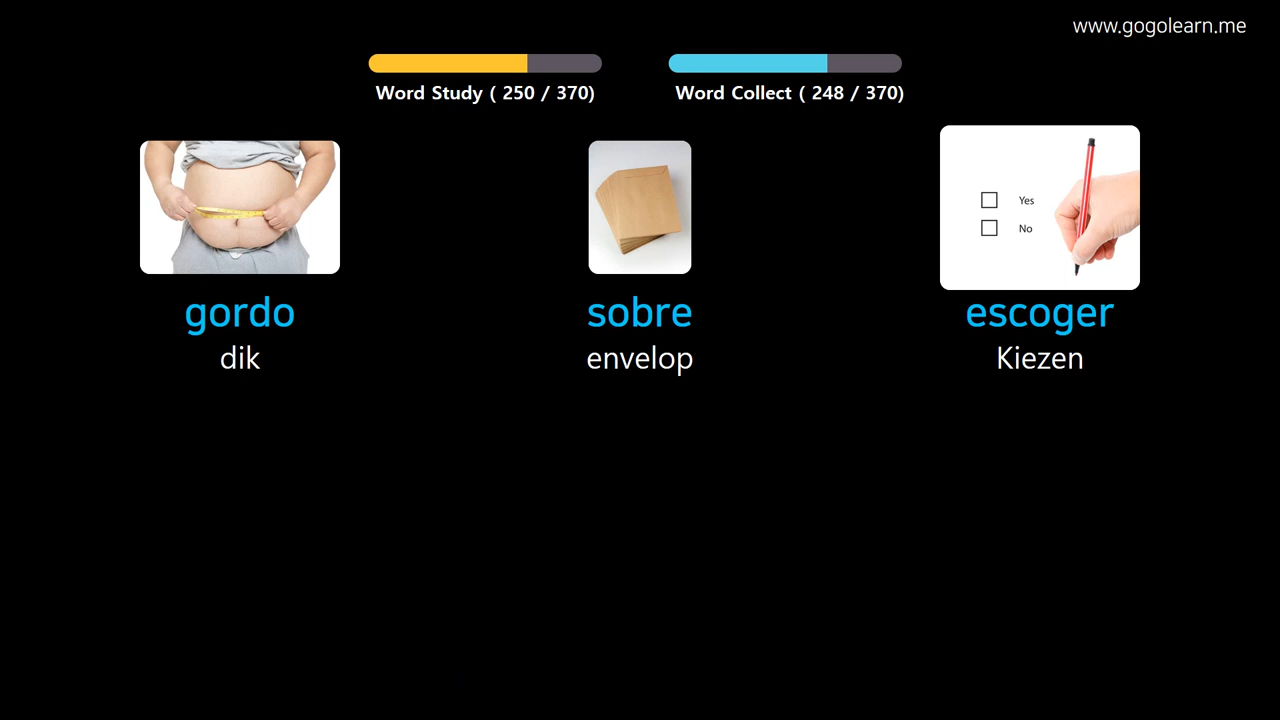 www.gogolearn.me
Word Study ( 250 / 370)
Word Collect ( 248 / 370)
Yes
No
gordo
sobre
escoger
dik
envelop
Kiezen